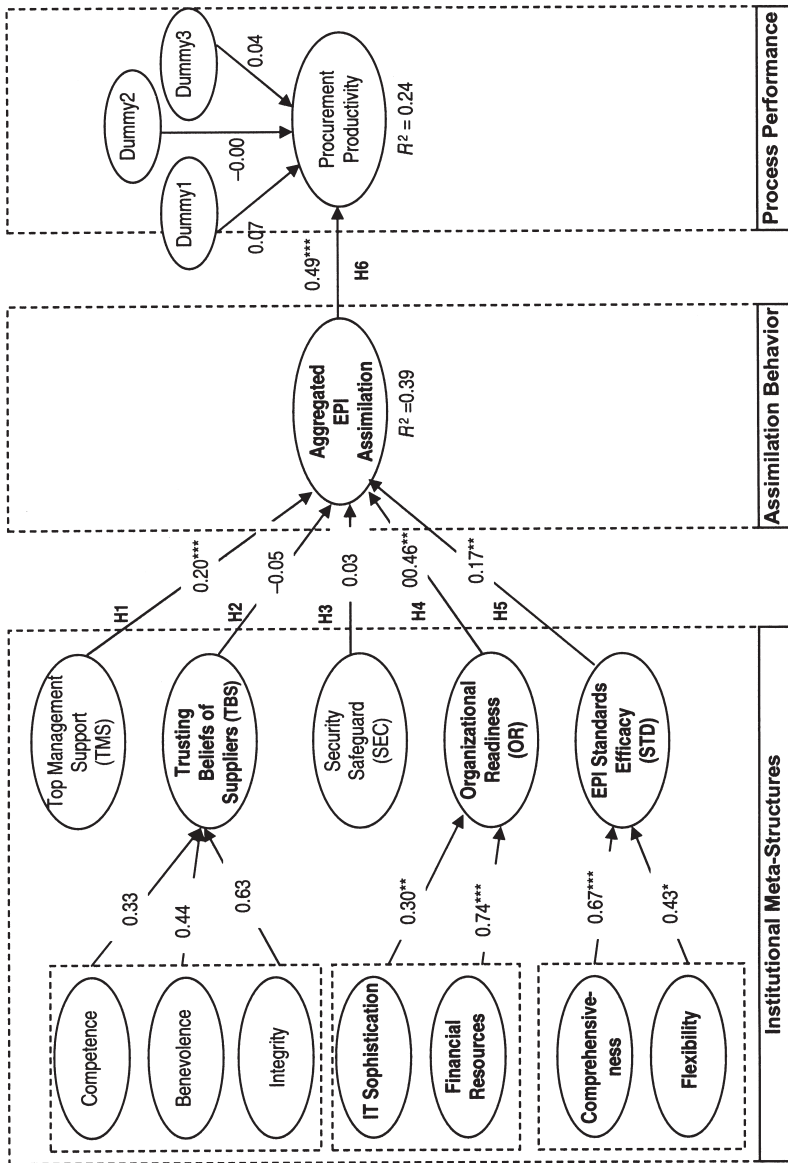 Competence
Benevolence
Integrity
IT Sophistication
Financial
Resources
Comprehensive-
ness
Flexibility
0.33
0.44
0.63
0.30**
0.74***
0.67***
0.43*
Top Management
Support
(TMS)
Trusting
Beliefs of
Suppliers (TBS)
Security
Safeguard
(SEC)
Organizational
Readiness
(OR)
EPI Standards
Efficacy
(STD)
H1
H2
H3
H4
H5
0.20***
−0.05
0.03
00.46**
0.17**
Aggregated
EPI
Assimilation
R² =0.39
0.49***
H6
Dummy1
Dummy2
Dummy3
0.07
−0.00
0.04
Procurement
Productivity
R² = 0.24
Institutional Meta-Structures
Assimilation Behavior
Process Performance